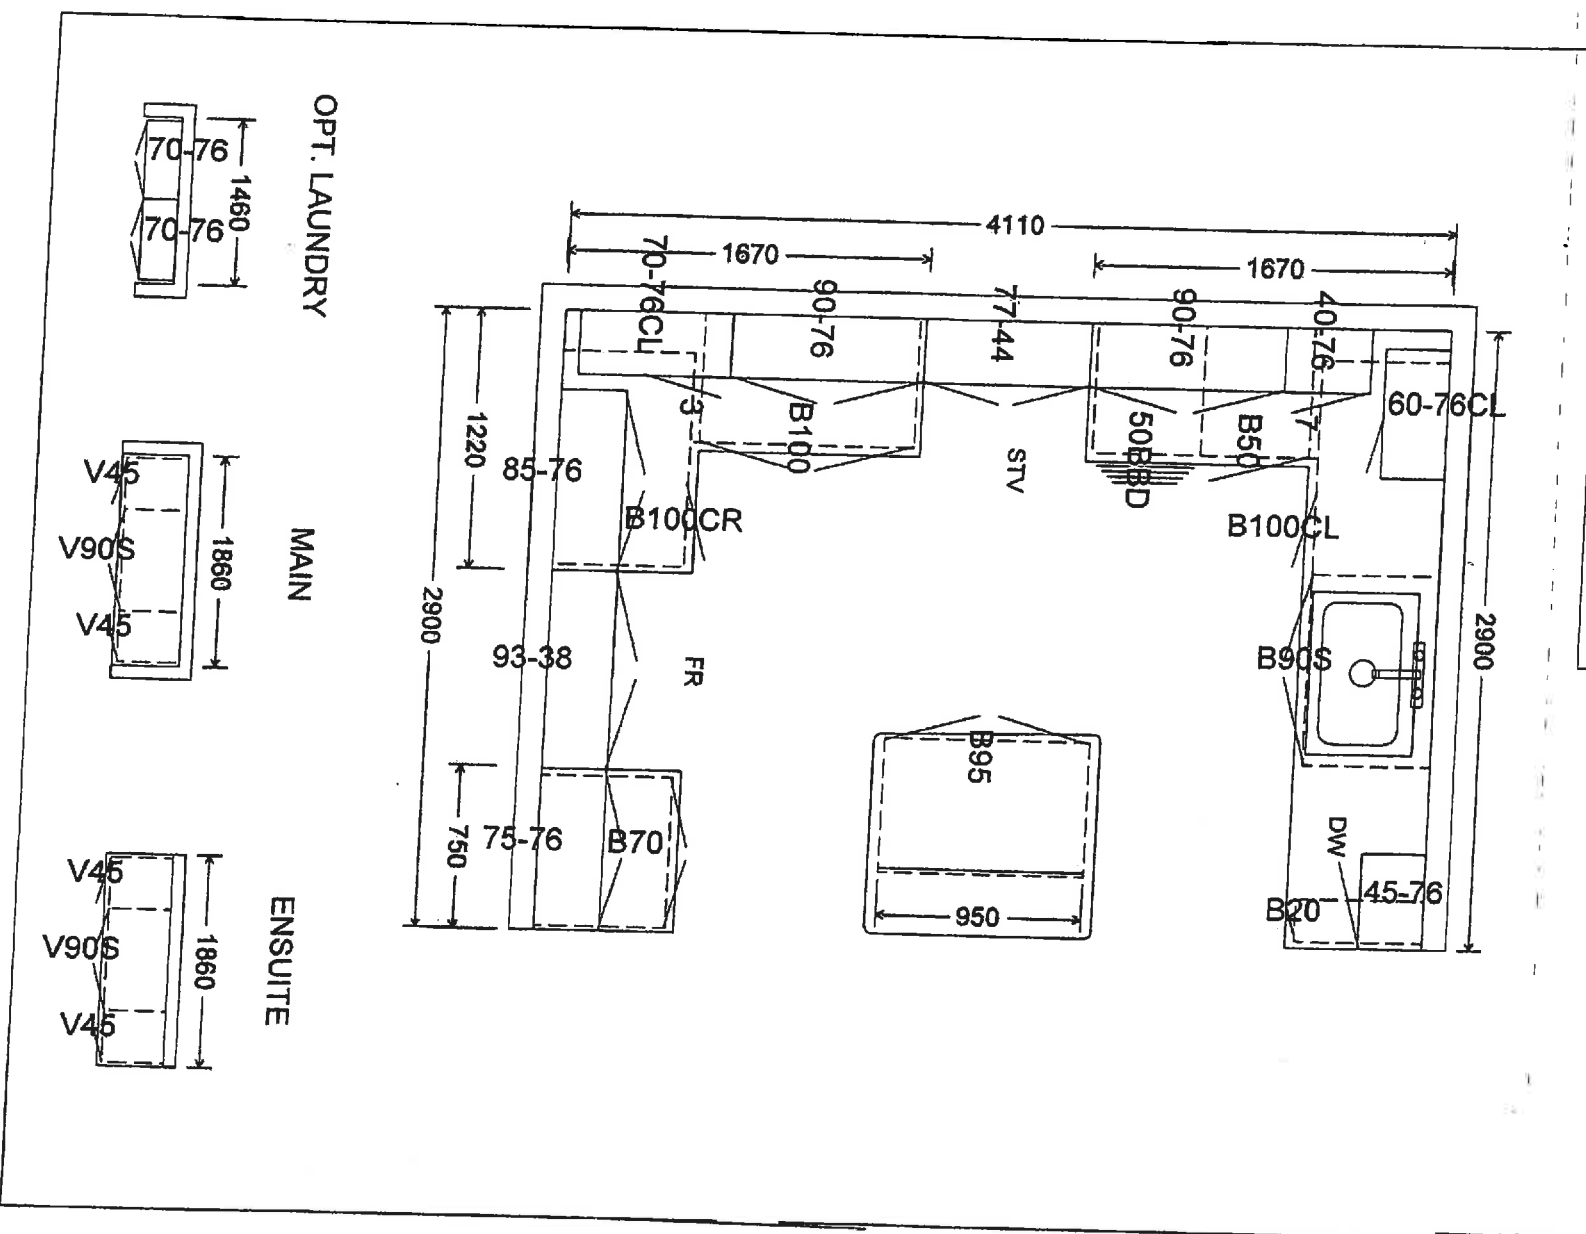 OPT. LAUNDRY
70-76
70-76
1460
MAIN
V45
V90S
V45
1860
ENSUITE
V45
V90S
V45
1860
4110
1670
1670
70-76CL
90-76
77-44
90-76
40-76
60-76CL
3
B100
STV
50BBD
B50
7
85-76
B100CR
B100CL
1220
2900
2900
93-38
FR
B90S
B95
75-76
B70
750
950
DW
45-76
B20